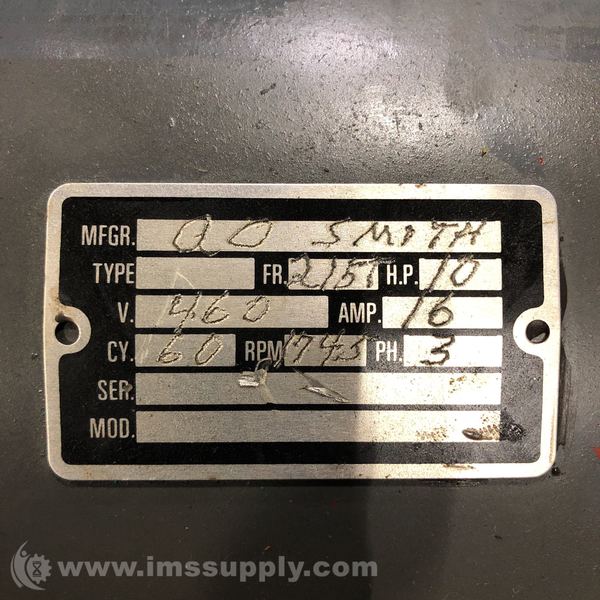 MFGR. AO SMITH
TYPE FR. 215T H.P. 10
V. 460 AMP. 16
CY. 60 RPM 1745 PH. 3
SER.
MOD.
www.imssupply.com